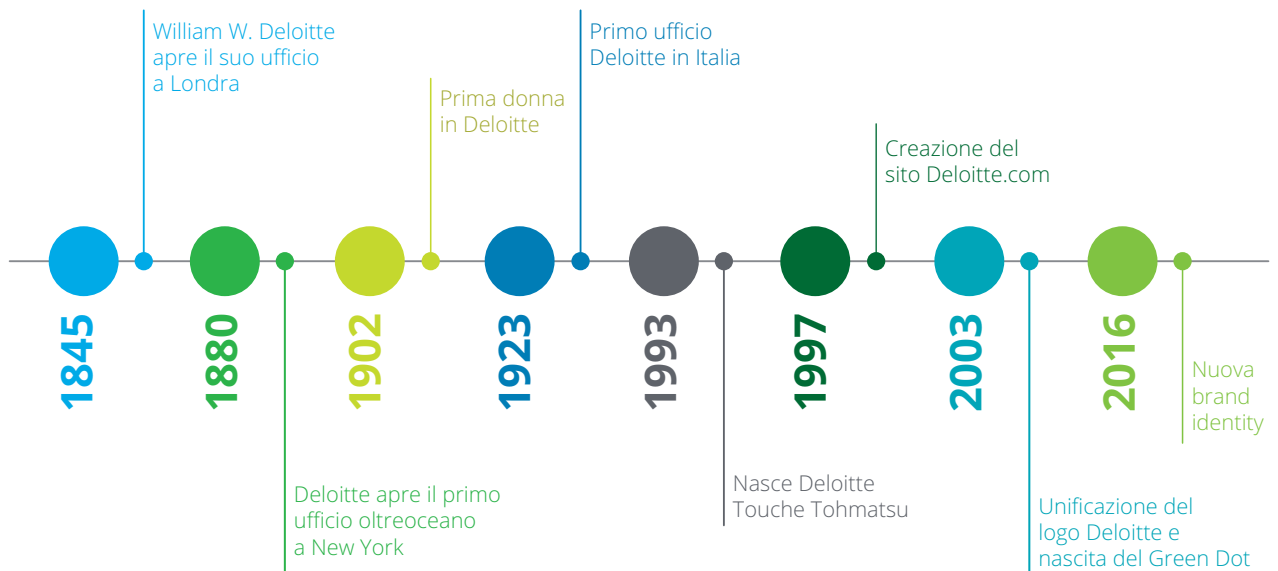 1845
William W. Deloitte
apre il suo ufficio
a Londra
1880
Deloitte apre il primo
ufficio oltreoceano
a New York
1902
Prima donna
in Deloitte
1923
Primo ufficio
Deloitte in Italia
1993
Nasce Deloitte
Touche Tohmatsu
1997
Creazione del
sito Deloitte.com
2003
Unificazione del
logo Deloitte e
nascita del Green Dot
2016
Nuova
brand
identity